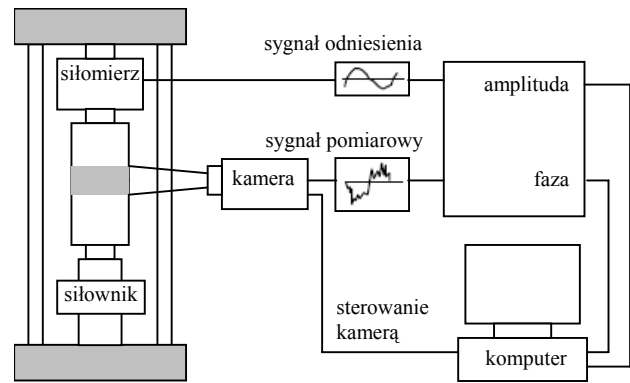 sygnał odniesienia
siłomierz
amplituda
sygnał pomiarowy
kamera
faza
siłownik
sterowanie
kamerą
komputer